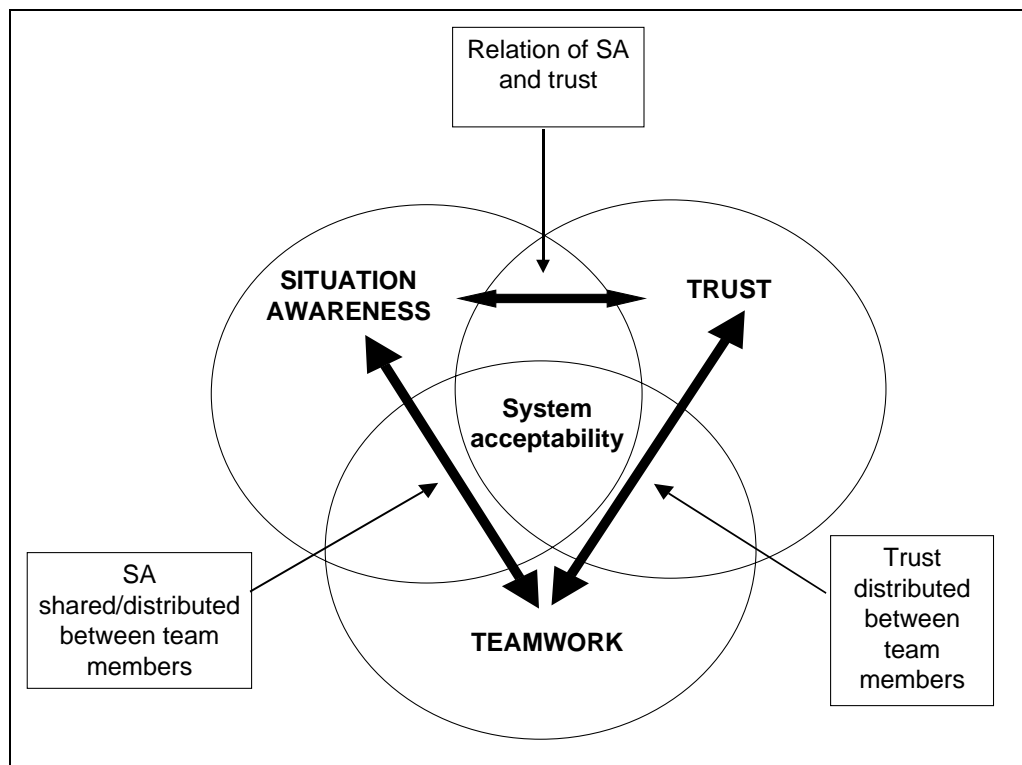 Relation of SA
and trust
SITUATION
AWARENESS
TRUST
System
acceptability
SA
shared/distributed
between team
members
Trust
distributed
between
team
members
TEAMWORK